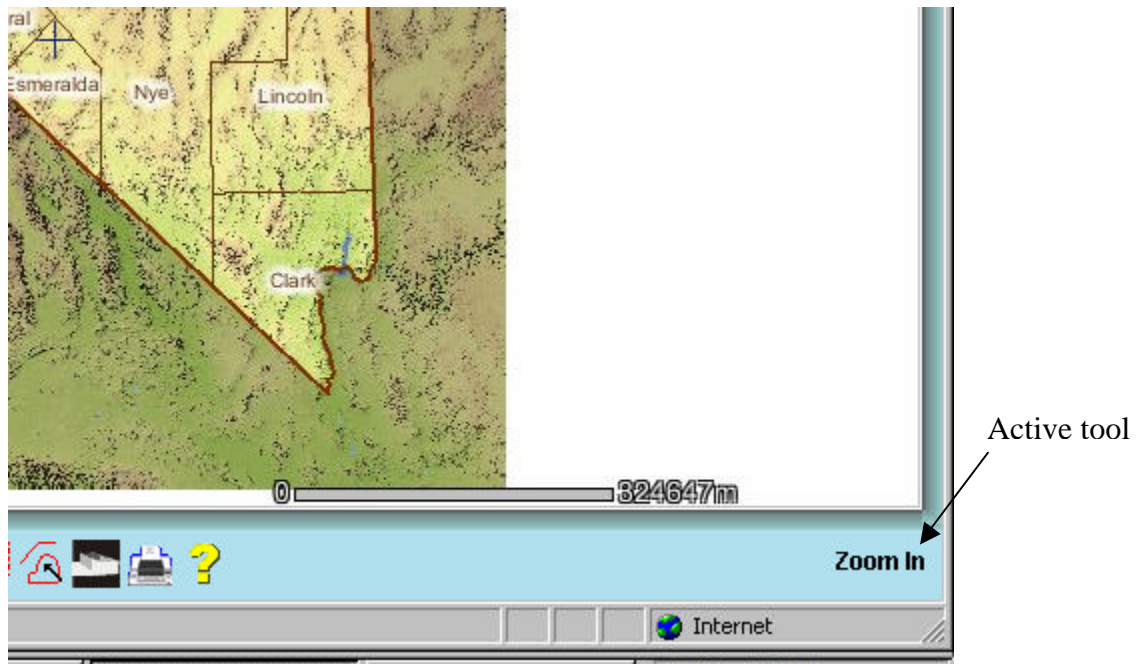 ral
Esmeralda
Nye
Lincoln
Clark
Active tool
0 324647m
?
Zoom In
Internet